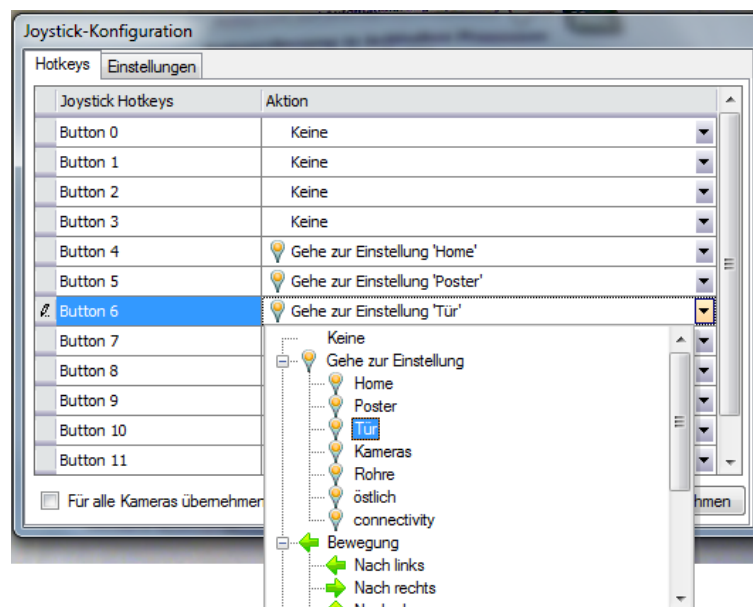 Joystick-Konfiguration
Hotkeys Einstellungen
Joystick Hotkeys Aktion
Button 0 Keine
Button 1 Keine
Button 2 Keine
Button 3 Keine
Button 4 Gehe zur Einstellung 'Home'
Button 5 Gehe zur Einstellung 'Poster'
Button 6 Gehe zur Einstellung 'Tür'
Button 7
Button 8
Button 9
Button 10
Button 11
Für alle Kameras übernehmen
hmen
Keine
Gehe zur Einstellung
Home
Poster
Tür
Kameras
Rohre
östlich
connectivity
Bewegung
Nach links
Nach rechts